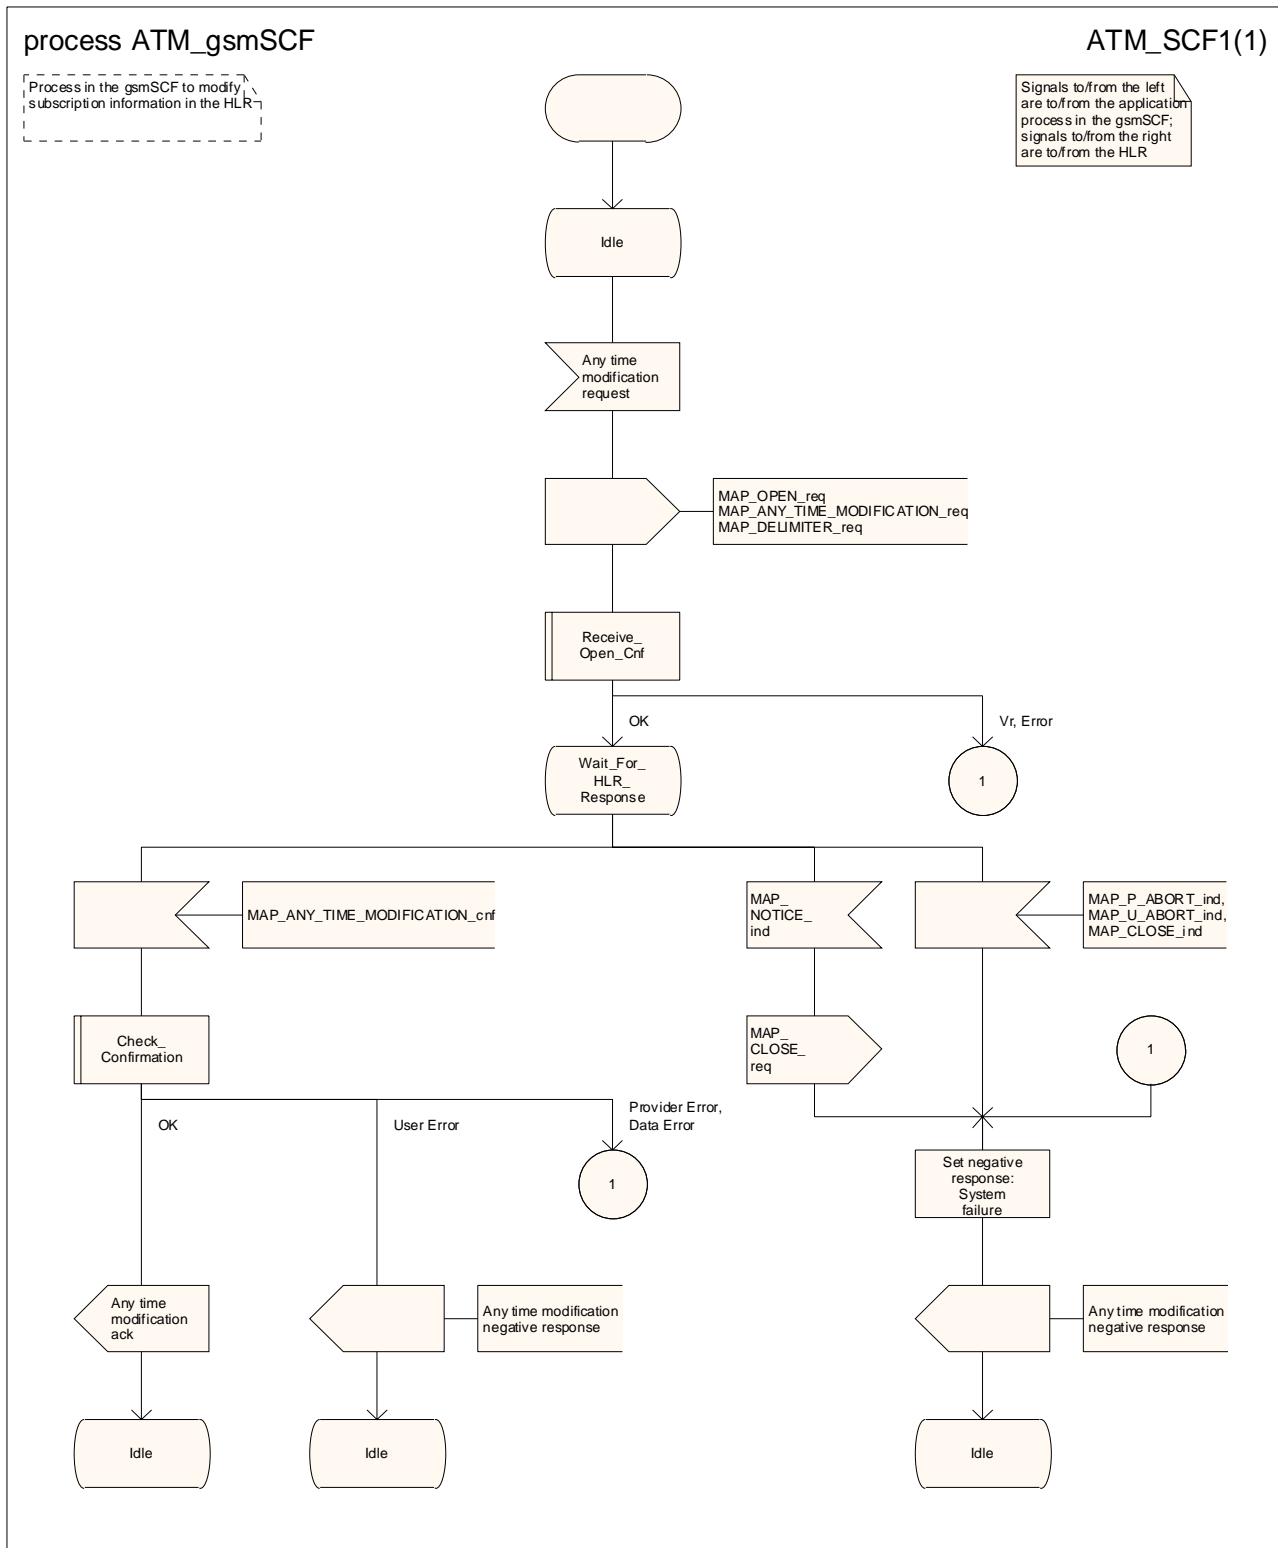 process ATM_gsmSCF
ATM_SCF1(1)
Process in the gsmSCF to modify
subscription information in the HLR
Signals to/from the left
are to/from the application
process in the gsmSCF;
signals to/from the right
are to/from the HLR
Idle
Any time
modification
request
MAP_OPEN_req
MAP_ANY_TIME_MODIFICATION_req
MAP_DELIMITER_req
Receive_
Open_Cnf
OK
Vr, Error
Wait_For_
HLR_
Response
1
MAP_ANY_TIME_MODIFICATION_cnf
MAP_
NOTICE_
ind
MAP_P_ABORT_ind,
MAP_U_ABORT_ind,
MAP_CLOSE_ind
Check_
Confirmation
MAP_
CLOSE_
req
1
OK
User Error
Provider Error,
Data Error
1
Set negative
response:
System
failure
Any time
modification
ack
Any time modification
negative response
Any time modification
negative response
Idle
Idle
Idle